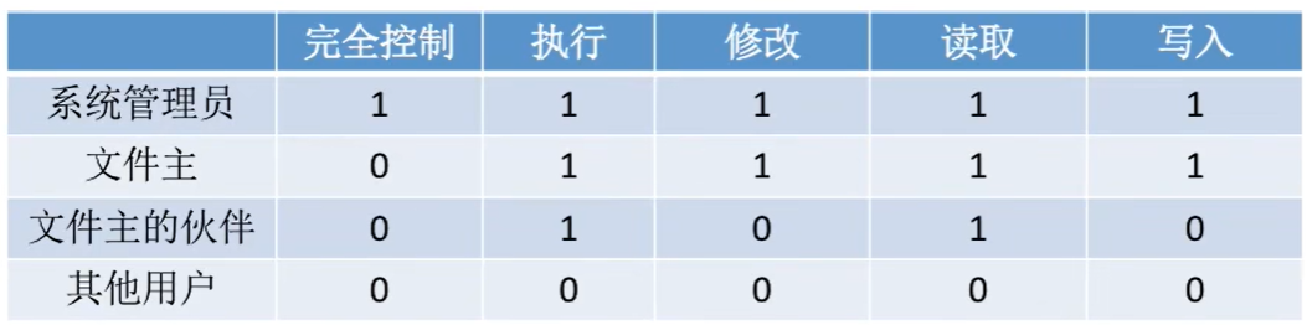 完全控制 执行 修改 读取 写入
系统管理员 1 1 1 1 1
文件主 0 1 1 1 1
文件主的伙伴 0 1 0 1 0
其他用户 0 0 0 0 0